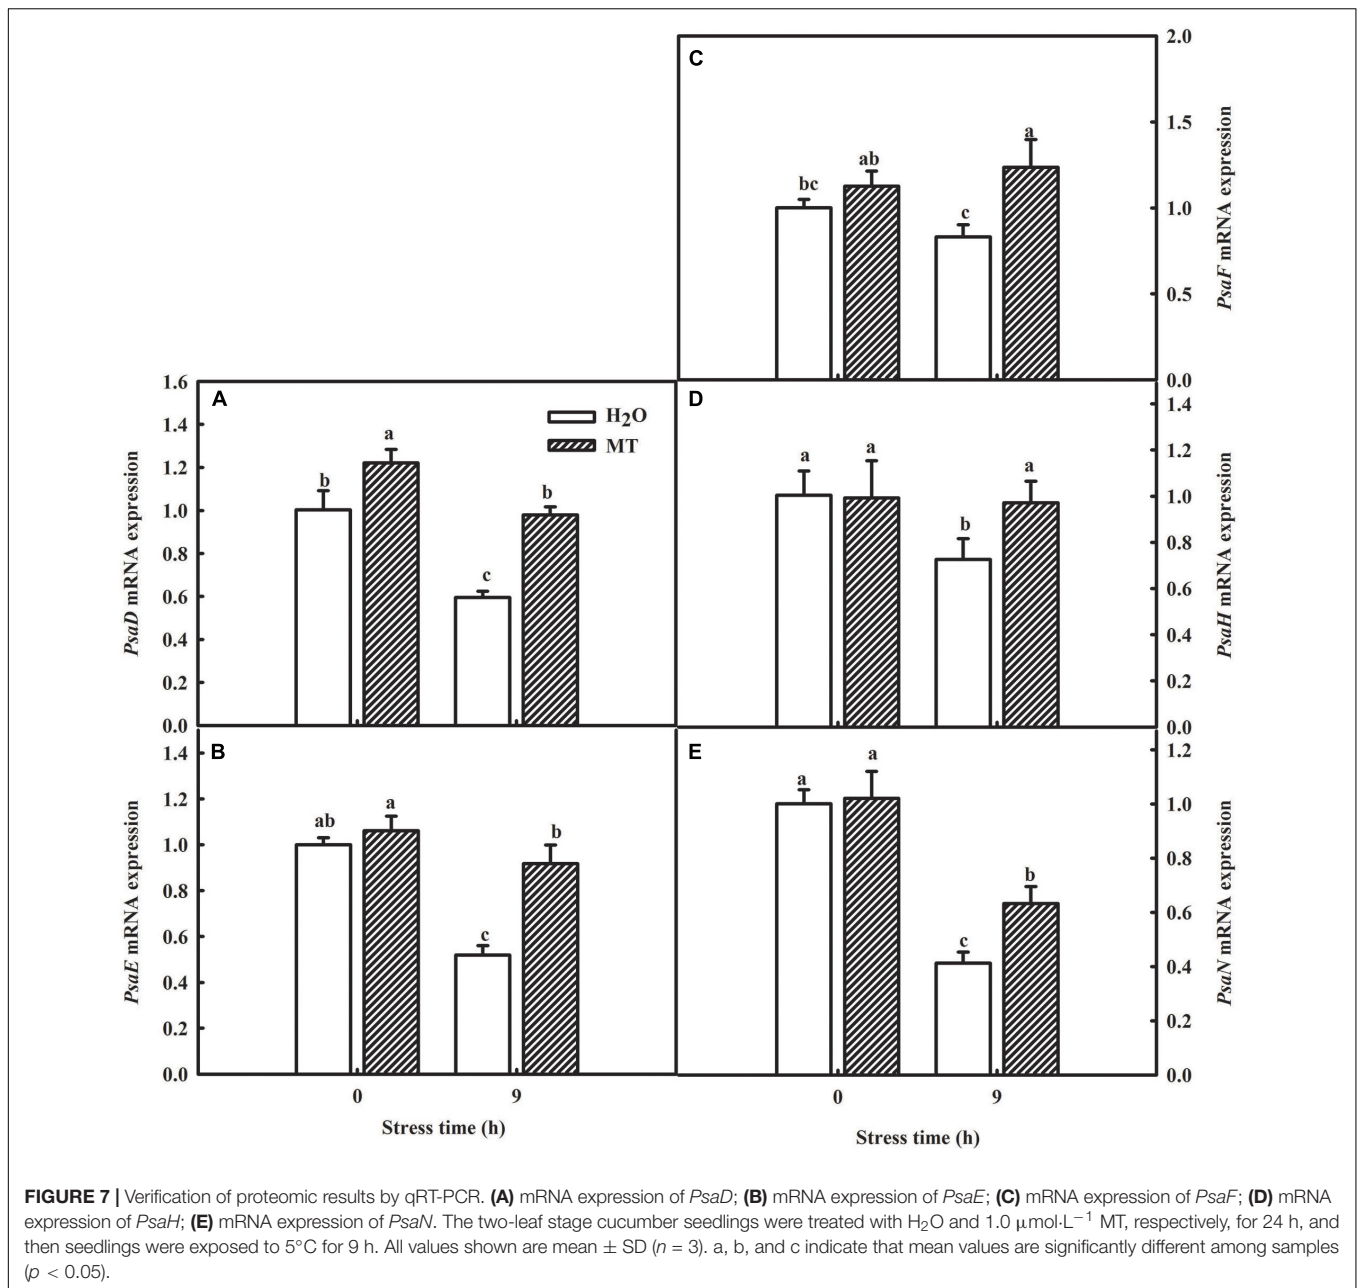 C
2.0
1.5
1.0
0.5
0.0
PsaF mRNA expression
bc
ab
c
a
A
1.6
1.4
1.2
1.0
0.8
0.6
0.4
0.2
0.0
PsaD mRNA expression
H2O
MT
b
a
c
b
D
1.4
1.2
1.0
0.8
0.6
0.4
0.2
0.0
PsaH mRNA expression
a
a
b
a
B
1.4
1.2
1.0
0.8
0.6
0.4
0.2
0.0
PsaE mRNA expression
ab
a
c
b
0
9
Stress time (h)
E
1.2
1.0
0.8
0.6
0.4
0.2
0.0
PsaN mRNA expression
a
a
c
b
0
9
Stress time (h)
FIGURE 7 | Verification of proteomic results by qRT-PCR. (A) mRNA expression of PsaD; (B) mRNA expression of PsaE; (C) mRNA expression of PsaF; (D) mRNA
expression of PsaH; (E) mRNA expression of PsaN. The two-leaf stage cucumber seedlings were treated with H2O and 1.0 μmol·L−1 MT, respectively, for 24 h, and
then seedlings were exposed to 5°C for 9 h. All values shown are mean ± SD (n = 3). a, b, and c indicate that mean values are significantly different among samples
(p < 0.05).